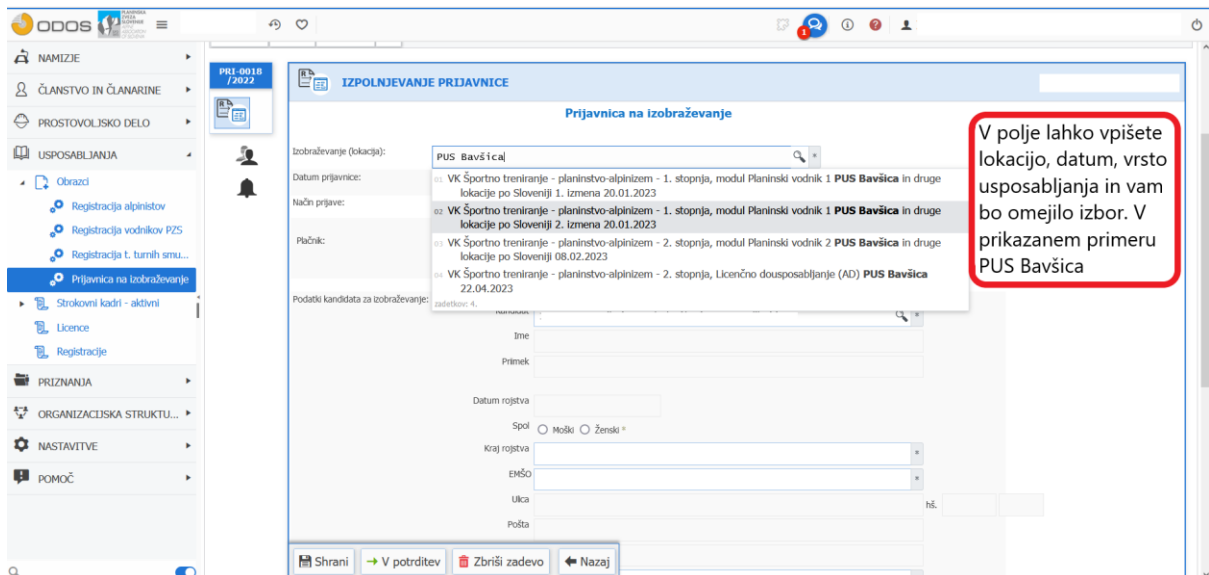 ODOS
PLANINSKA
ZVEZA
SLOVENIJE
1
NAMIZJE
ČLANSTVO IN ČLANARINE
PROSTOVOLJSKO DELO
USPOSABLJANJA
Obrazci
Registracija alpinistov
Registracija vodnikov PZS
Registracija t. turnih smu...
Prijavnica na izobraževanje
Strokovni kadri - aktivni
Licence
Registracije
PRIZNANJA
ORGANIZACIJSKA STRUKTU...
NASTAVITVE
POMOČ
PRI-0018
/2022
IZPOLNJEVANJE PRIJAVNICE
Prijavnica na izobraževanje
Izobraževanje (lokacija): PUS Bavšica *
Datum prijavnice:
Način prijave:
Plačnik:
01 VK Športno treniranje - planinstvo-alpinizem - 1. stopnja, modul Planinski vodnik 1 PUS Bavšica in druge
lokacije po Sloveniji 1. izmena 20.01.2023
02 VK Športno treniranje - planinstvo-alpinizem - 1. stopnja, modul Planinski vodnik 1 PUS Bavšica in druge
lokacije po Sloveniji 2. izmena 20.01.2023
03 VK Športno treniranje - planinstvo-alpinizem - 2. stopnja, modul Planinski vodnik 2 PUS Bavšica in druge
lokacije po Sloveniji 08.02.2023
04 VK Športno treniranje - planinstvo-alpinizem - 2. stopnja, Licenčno dousposabljanje (AD) PUS Bavšica
22.04.2023
zadetkov: 4.
Podatki kandidata za izobraževanje:
Kandidat *
Ime
Priimek
Datum rojstva
Spol Moški Ženski *
Kraj rojstva *
EMŠO *
Ulica hš.
Pošta
Shrani V potrditev Zbriši zadevo Nazaj
V polje lahko vpišete
lokacijo, datum, vrsto
usposabljanja in vam
bo omejilo izbor. V
prikazanem primeru
PUS Bavšica